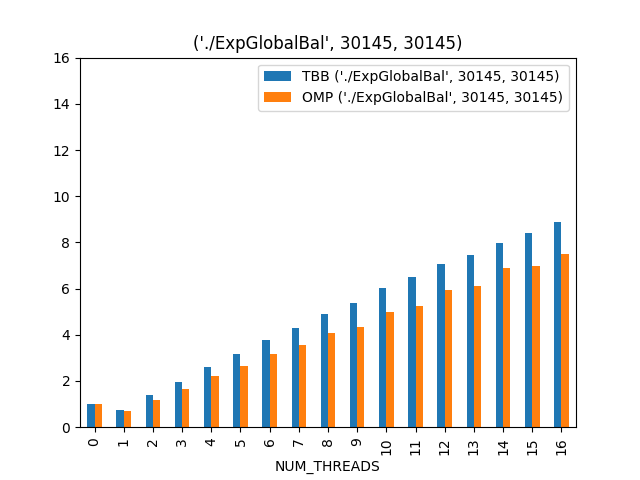 ('./ExpGlobalBal', 30145, 30145)
TBB ('./ExpGlobalBal', 30145, 30145)
OMP ('./ExpGlobalBal', 30145, 30145)
16
14
12
10
8
6
4
2
0
0 1 2 3 4 5 6 7 8 9 10 11 12 13 14 15 16
NUM_THREADS